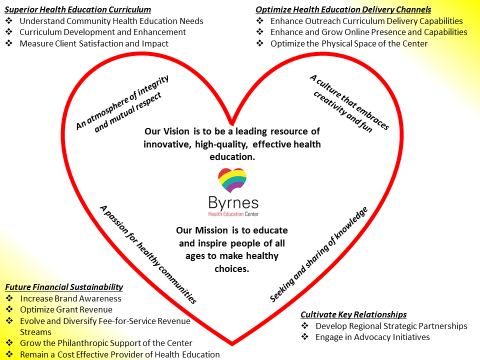 Superior Health Education Curriculum
❖ Understand Community Health Education Needs
❖ Curriculum Development and Enhancement
❖ Measure Client Satisfaction and Impact
Optimize Health Education Delivery Channels
❖ Enhance Outreach Curriculum Delivery Capabilities
❖ Enhance and Grow Online Presence and Capabilities
❖ Optimize the Physical Space of the Center
An atmosphere of integrity
and mutual respect
A culture that embraces
creativity and fun
Our Vision is to be a leading resource of
innovative, high-quality, effective health
education.
Byrnes
Health Education Center
Our Mission is to educate
and inspire people of all
ages to make healthy
choices.
A passion for healthy communities
Seeking and sharing of knowledge
Future Financial Sustainability
❖ Increase Brand Awareness
❖ Optimize Grant Revenue
❖ Evolve and Diversify Fee-for-Service Revenue
Streams
❖ Grow the Philanthropic Support of the Center
❖ Remain a Cost Effective Provider of Health Education
Cultivate Key Relationships
❖ Develop Regional Strategic Partnerships
❖ Engage in Advocacy Initiatives